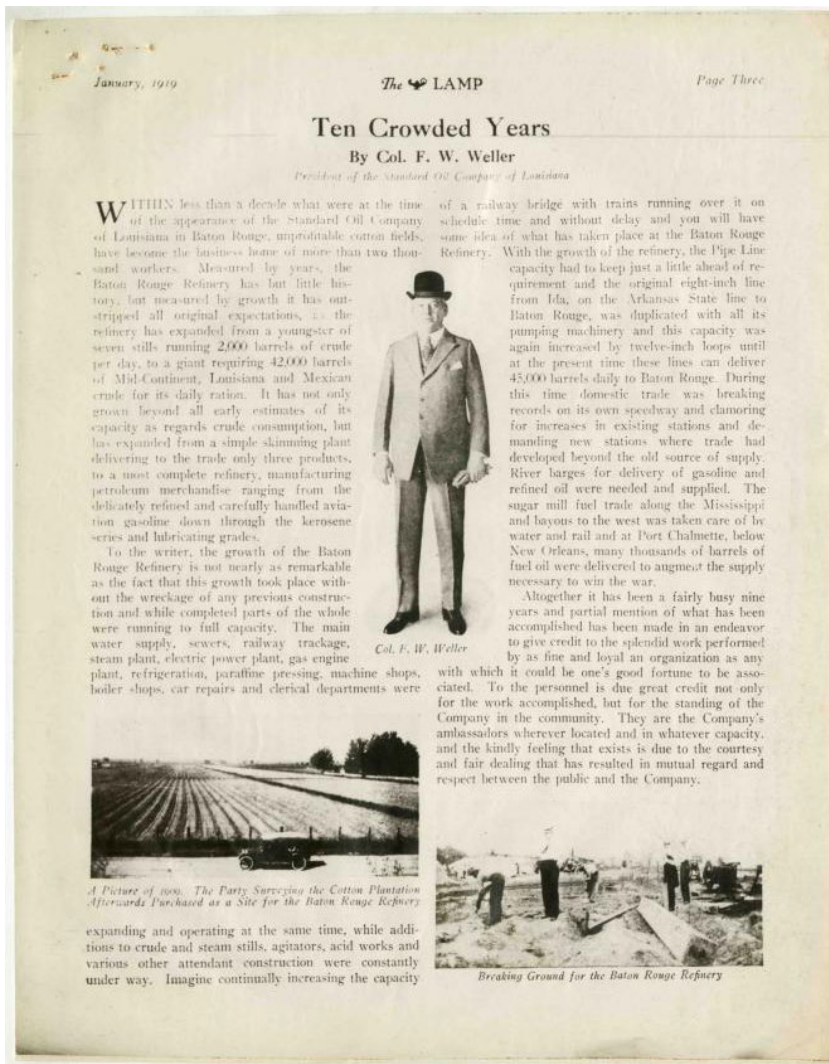 January, 1919
The LAMP
Page Three
Ten Crowded Years
By Col. F. W. Weller
President of the Standard Oil Company of Louisiana
WITHIN less than a decade what were at the time
of the appearance of the Standard Oil Company
of Louisiana in Baton Rouge, unprofitable cotton fields,
have become the business home of more than two thou-
sand workers. Measured by years, the
Baton Rouge Refinery has but little his-
tory, but measured by growth it has out-
stripped all original expectations, as the
refinery has expanded from a youngster of
seven stills running 2,000 barrels of crude
per day, to a giant requiring 42,000 barrels
of Mid-Continent, Louisiana and Mexican
crude for its daily ration. It has not only
grown beyond all early estimates of its
capacity as regards crude consumption, but
has expanded from a simple skimming plant
delivering to the trade only three products,
to a most complete refinery, manufacturing
petroleum merchandise ranging from the
delicately refined and carefully handled avia-
tion gasoline down through the kerosene
series and lubricating grades.
To the writer, the growth of the Baton
Rouge Refinery is not nearly as remarkable
as the fact that this growth took place with-
out the wreckage of any previous construc-
tion and while completed parts of the whole
were running to full capacity. The main
water supply, sewers, railway trackage,
steam plant, electric power plant, gas engine
plant, refrigeration, paraffine pressing, machine shops,
boiler shops, car repairs and clerical departments were
A Picture of 1909. The Party Surveying the Cotton Plantation
Afterwards Purchased as a Site for the Baton Rouge Refinery
expanding and operating at the same time, while addi-
tions to crude and steam stills, agitators, acid works and
various other attendant construction were constantly
under way. Imagine continually increasing the capacity
Col. F. W. Weller
of a railway bridge with trains running over it on
schedule time and without delay and you will have
some idea of what has taken place at the Baton Rouge
Refinery. With the growth of the refinery, the Pipe Line
capacity had to keep just a little ahead of re-
quirement and the original eight-inch line
from Ida, on the Arkansas State line to
Baton Rouge, was duplicated with all its
pumping machinery and this capacity was
again increased by twelve-inch loops until
at the present time these lines can deliver
45,000 barrels daily to Baton Rouge. During
this time domestic trade was breaking
records on its own speedway and clamoring
for increases in existing stations and de-
manding new stations where trade had
developed beyond the old source of supply.
River barges for delivery of gasoline and
refined oil were needed and supplied. The
sugar mill fuel trade along the Mississippi
and bayous to the west was taken care of by
water and rail and at Port Chalmette, below
New Orleans, many thousands of barrels of
fuel oil were delivered to augment the supply
necessary to win the war.
Altogether it has been a fairly busy nine
years and partial mention of what has been
accomplished has been made in an endeavor
to give credit to the splendid work performed
by as fine and loyal an organization as any
with which it could be one's good fortune to be asso-
ciated. To the personnel is due great credit not only
for the work accomplished, but for the standing of the
Company in the community. They are the Company's
ambassadors wherever located and in whatever capacity,
and the kindly feeling that exists is due to the courtesy
and fair dealing that has resulted in mutual regard and
respect between the public and the Company.
Breaking Ground for the Baton Rouge Refinery